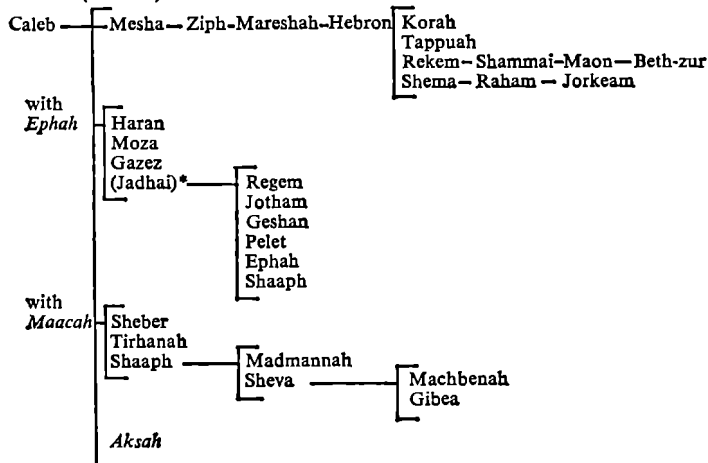 Caleb Mesha Ziph-Mareshah-Hebron Korah
Tappuah
Rekem-Shammai-Maon-Beth-zur
Shema-Raham-Jorkeam
with
Ephah
Haran
Moza
Gazez
(Jadhai)* Regem
Jotham
Geshan
Pelet
Ephah
Shaaph
with
Maacah Sheber
Tirhanah
Shaaph Madmannah
Sheva Machbenah
Gibea
Aksah